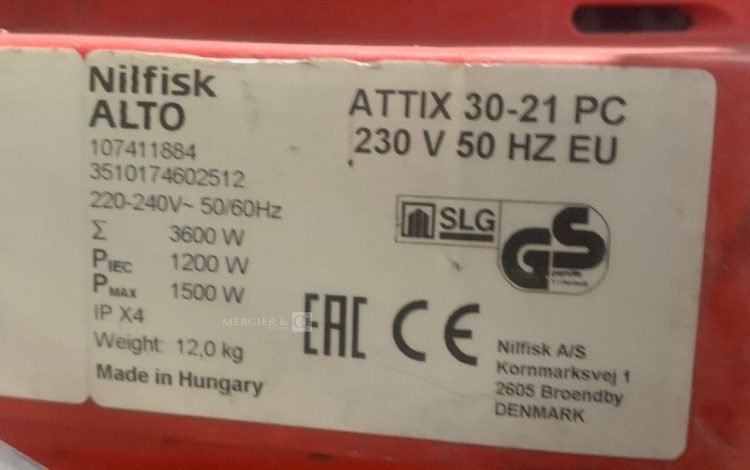 Nilfisk
ALTO
107411884
3510174602512
220-240V~ 50/60Hz
Σ 3600 W
PIEC 1200 W
PMAX 1500 W
IP X4
Weight: 12,0 kg
Made in Hungary
ATTIX 30-21 PC
230 V 50 HZ EU
SLG
GS
EAC CE
Nilfisk A/S
Kornmarksvej 1
2605 Broendby
DENMARK
MERCIER & CIE